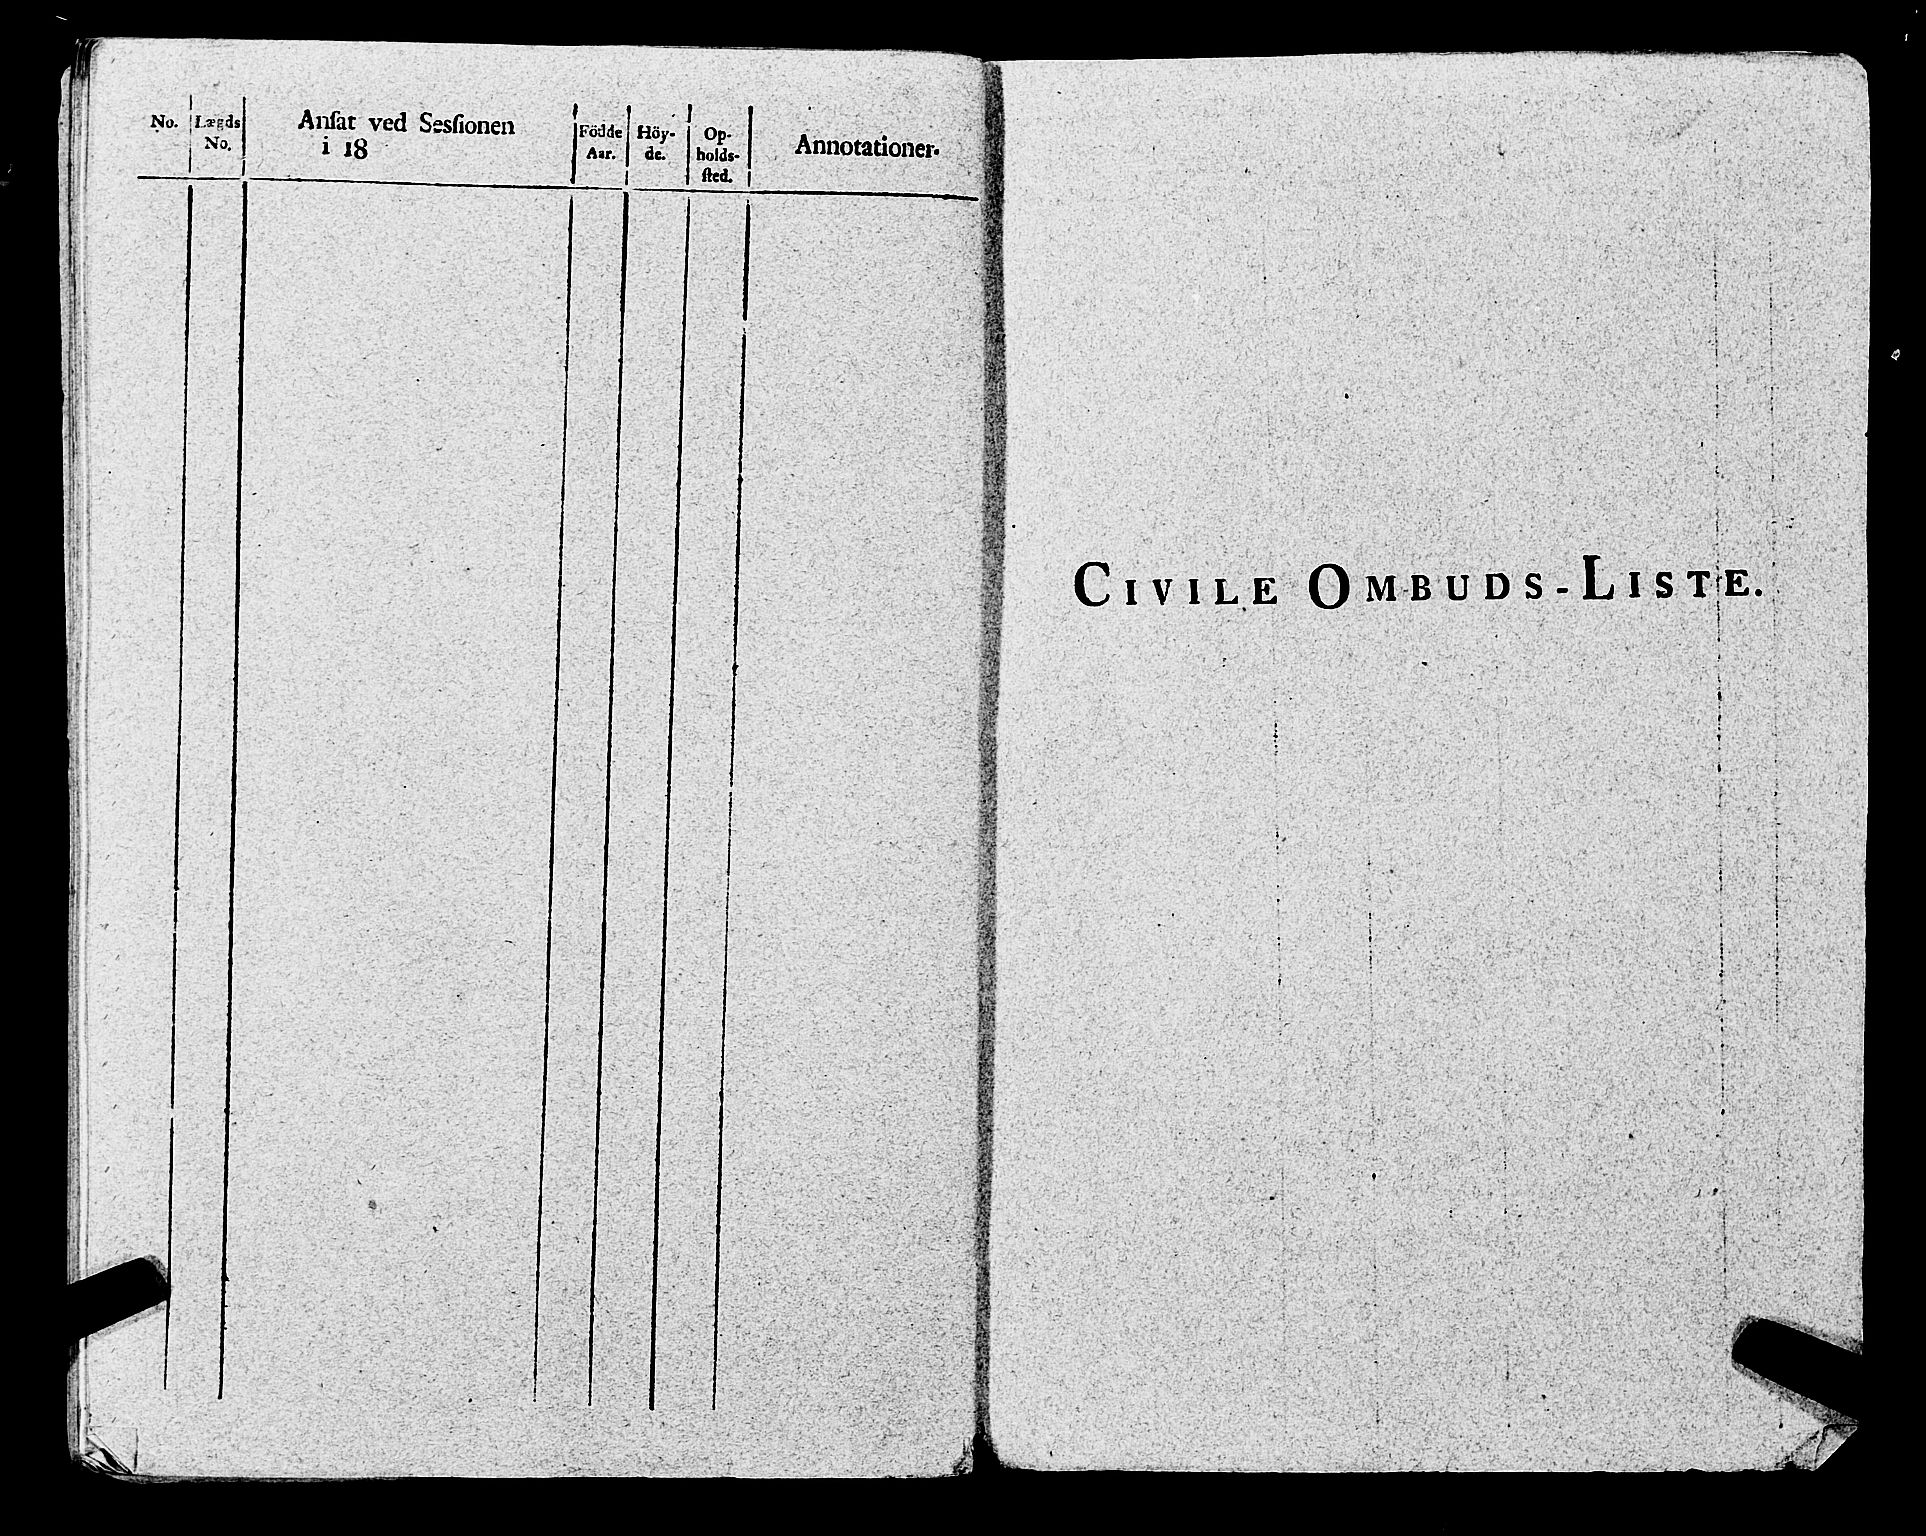 No.
Lægds
No.
Anſat ved Sesſionen
i 18
Födde
Aar.
Höy-
de.
Op-
holds-
ſted.
Annotationer.
CIVILE OMBUDS-LISTE.